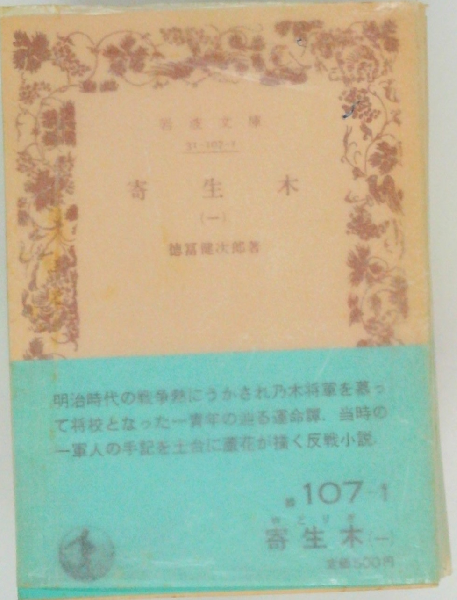 岩波文庫
31-107-1
寄生木
(一)
徳冨健次郎著
明治時代の戦争熱にうかされ乃木将軍を慕っ
て将校となった一青年の辿る運命譚．当時の
一軍人の手記を土台に蘆花が描く反戦小説．
緑107-1
やどりぎ
寄生木(一)
定価500円